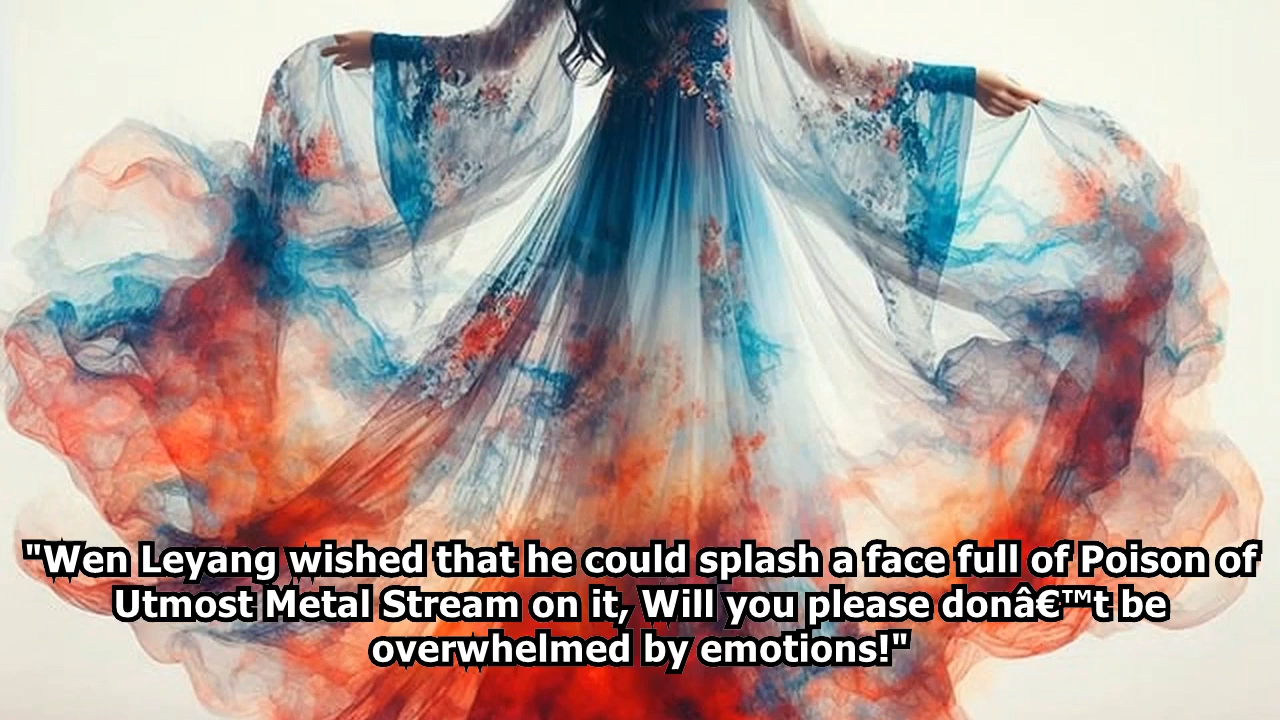 "Wen Leyang wished that he could splash a face full of Poison of
Utmost Metal Stream on it, Will you please donâ€™t be
overwhelmed by emotions!"